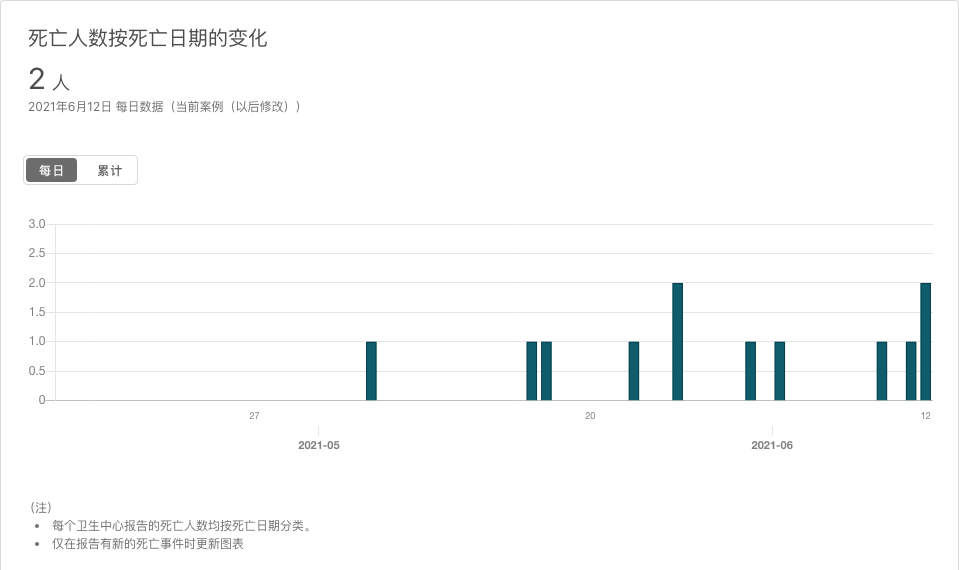 死亡人数按死亡日期的变化
2 人
2021年6月12日 每日数据（当前案例（以后修改））
每日 累计
3.0
2.5
2.0
1.5
1.0
0.5
0
27 20 12
2021-05 2021-06
（注）
• 每个卫生中心报告的死亡人数均按死亡日期分类。
• 仅在报告有新的死亡事件时更新图表